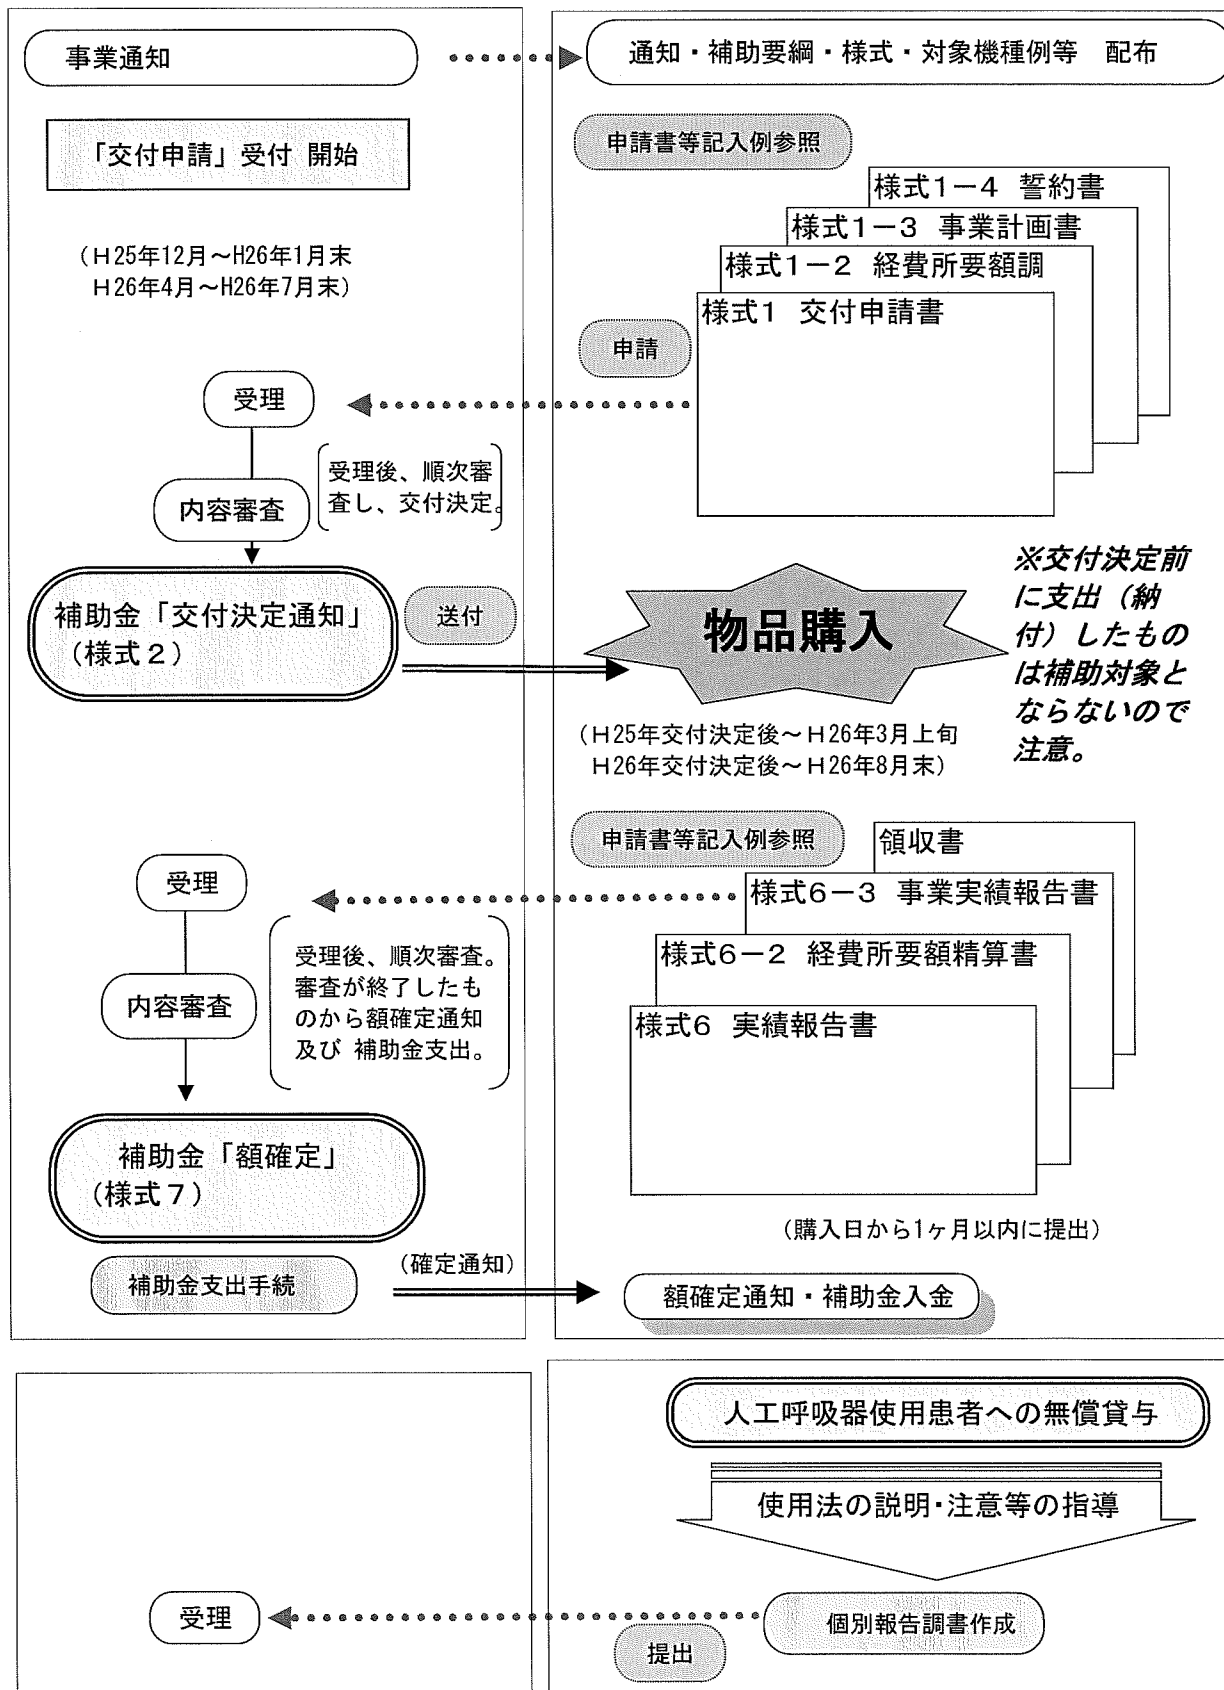 事業通知
通知・補助要綱・様式・対象機種例等　配布
「交付申請」受付 開始
申請書等記入例参照
様式1－4 誓約書
様式1－3 事業計画書
様式1－2 経費所要額調
様式1 交付申請書
（Ｈ25年12月～H26年1月末
Ｈ26年4月～H26年7月末）
申請
受理
受理後、順次審
査し、交付決定。
内容審査
補助金「交付決定通知」
（様式２）
送付
物品購入
※交付決定前
に支出（納
付）したもの
は補助対象と
ならないので
注意。
（Ｈ25年交付決定後～Ｈ26年3月上旬
Ｈ26年交付決定後～Ｈ26年8月末）
申請書等記入例参照
領収書
様式6－3 事業実績報告書
様式6－2 経費所要額精算書
様式6 実績報告書
受理
受理後、順次審査。
審査が終了したも
のから額確定通知
及び 補助金支出。
内容審査
補助金「額確定」
（様式７）
（購入日から1ヶ月以内に提出）
補助金支出手続
（確定通知）
額確定通知・補助金入金
人工呼吸器使用患者への無償貸与
使用法の説明・注意等の指導
受理
個別報告調書作成
提出